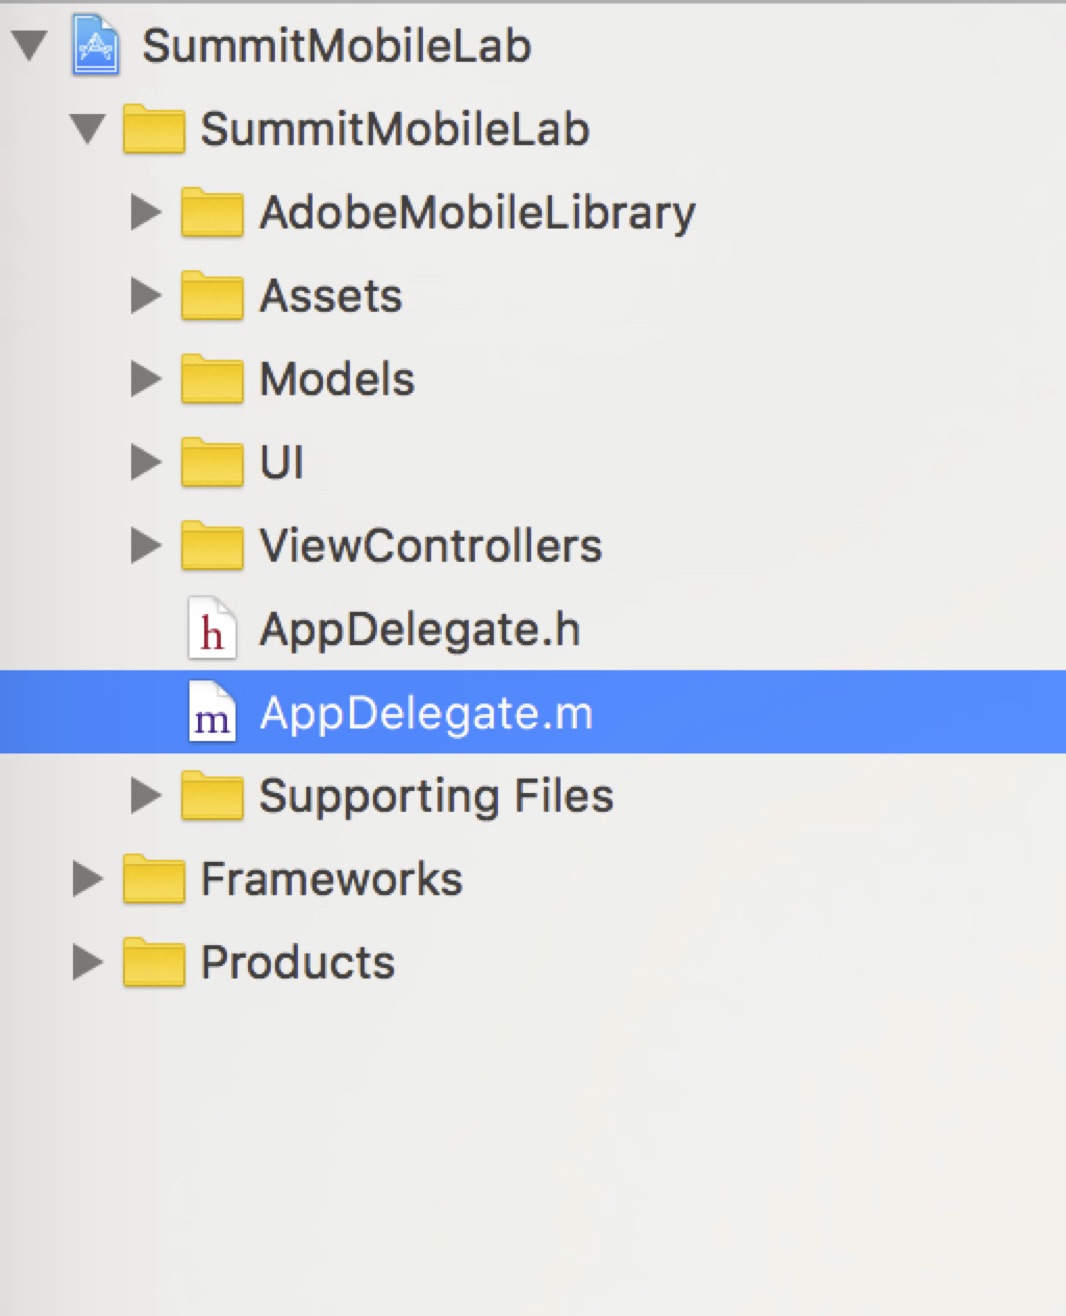 SummitMobileLab
SummitMobileLab
AdobeMobileLibrary
Assets
Models
UI
ViewControllers
h AppDelegate.h
m AppDelegate.m
Supporting Files
Frameworks
Products